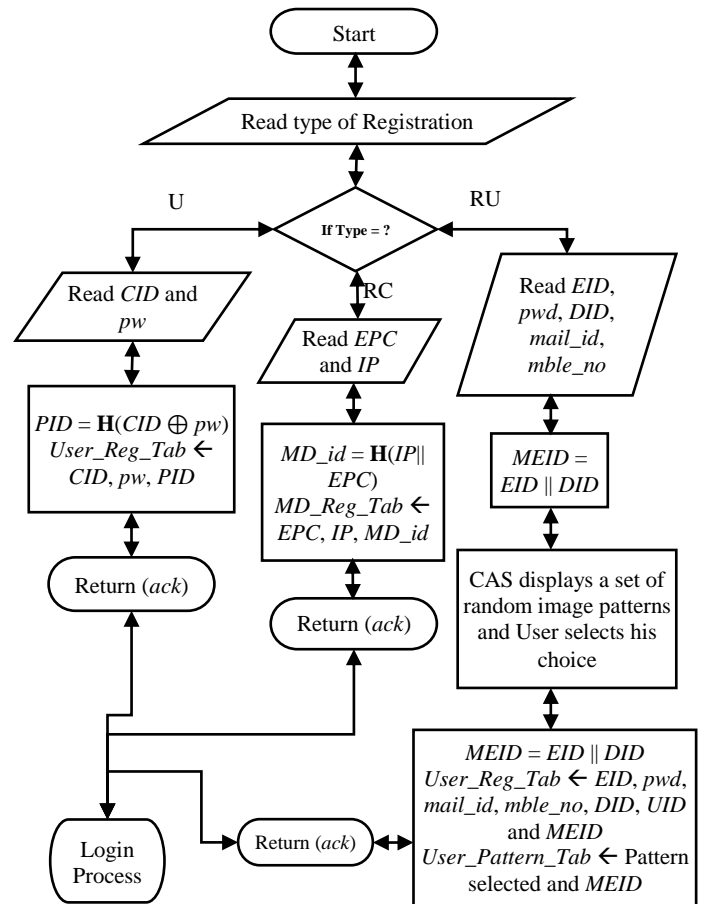 Start
Read type of Registration
U
RU
If Type = ?
RC
Read CID and
pw
Read EPC
and IP
Read EID,
pwd, DID,
mail_id,
mble_no
PID = H(CID ⊕ pw)
User_Reg_Tab ←
CID, pw, PID
MD_id = H(IP||
EPC)
MD_Reg_Tab ←
EPC, IP, MD_id
MEID =
EID || DID
Return (ack)
Return (ack)
CAS displays a set of
random image patterns
and User selects his
choice
MEID = EID || DID
User_Reg_Tab ← EID, pwd,
mail_id, mble_no, DID, UID
and MEID
User_Pattern_Tab ← Pattern
selected and MEID
Return (ack)
Login
Process